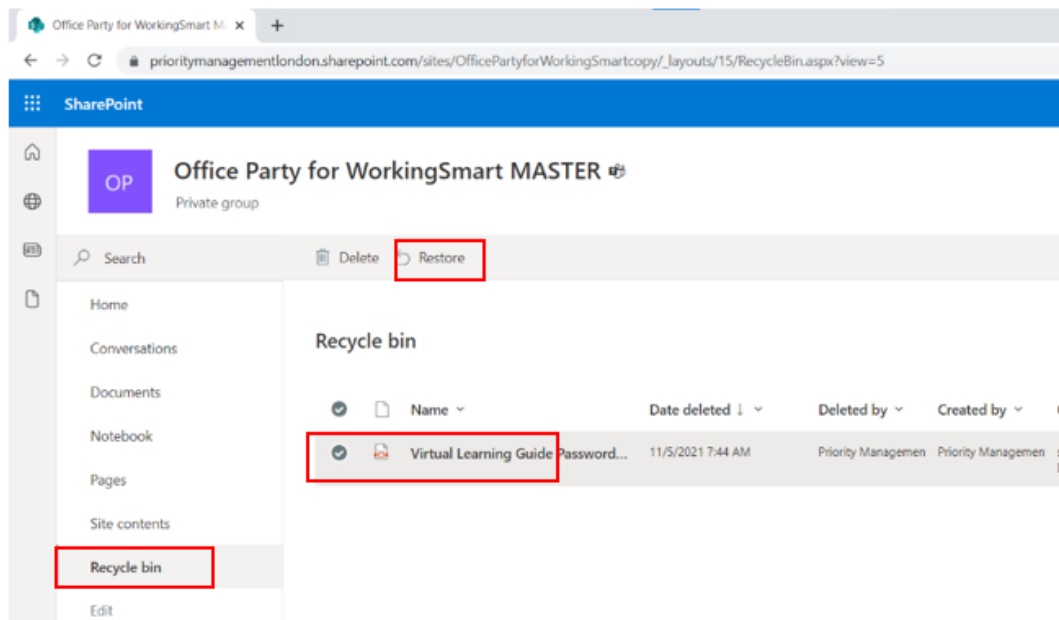 Office Party for WorkingSmart M
prioritymanagementlondon.sharepoint.com/sites/OfficePartyforWorkingSmartcopy/_layouts/15/RecycleBin.aspx?view=5
SharePoint
OP
Office Party for WorkingSmart MASTER
Private group
Search
Delete
Restore
Home
Conversations
Documents
Notebook
Pages
Site contents
Recycle bin
Edit
Recycle bin
Name
Date deleted ↓
Deleted by
Created by
Virtual Learning Guide Password...
11/5/2021 7:44 AM
Priority Managemen
Priority Managemen